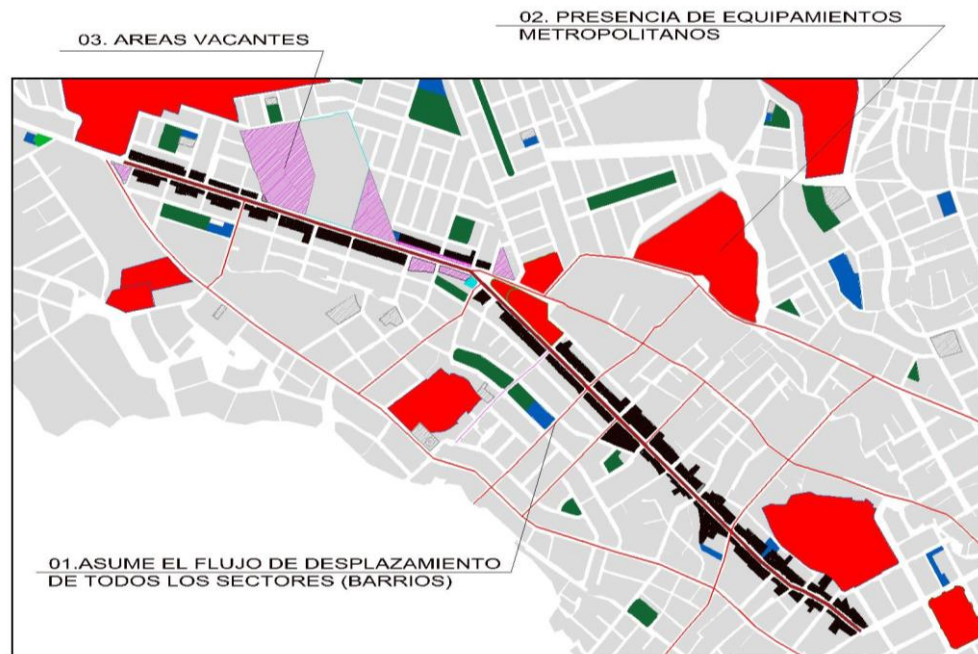 03. AREAS VACANTES
02. PRESENCIA DE EQUIPAMIENTOS
METROPOLITANOS
01.ASUME EL FLUJO DE DESPLAZAMIENTO
DE TODOS LOS SECTORES (BARRIOS)